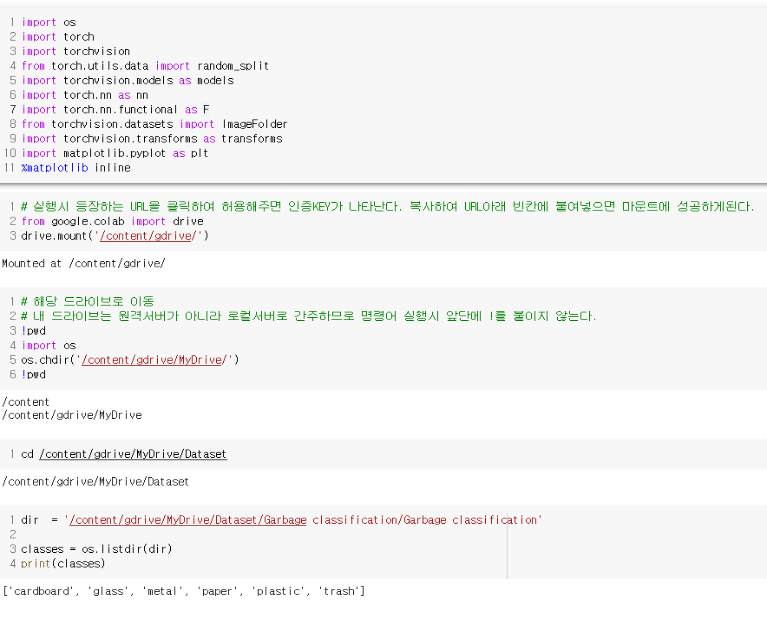 1 import os
2 import torch
3 import torchvision
4 from torch.utils.data import random_split
5 import torchvision.models as models
6 import torch.nn as nn
7 import torch.nn.functional as F
8 from torchvision.datasets import ImageFolder
9 import torchvision.transforms as transforms
10 import matplotlib.pyplot as plt
11 %matplotlib inline
1 # 실행시 등장하는 URL을 클릭하여 허용해주면 인증KEY가 나타난다. 복사하여 URL아래 빈칸에 붙여넣으면 마운트에 성공하게된다.
2 from google.colab import drive
3 drive.mount('/content/gdrive/')
Mounted at /content/gdrive/
1 # 해당 드라이브로 이동
2 # 내 드라이브는 원격서버가 아니라 로컬서버로 간주하므로 명령어 실행시 앞단에 !를 붙이지 않는다.
3 !pwd
4 import os
5 os.chdir('/content/gdrive/MyDrive/')
6 !pwd
/content
/content/gdrive/MyDrive
1 cd /content/gdrive/MyDrive/Dataset
/content/gdrive/MyDrive/Dataset
1 dir  = '/content/gdrive/MyDrive/Dataset/Garbage classification/Garbage classification'
2
3 classes = os.listdir(dir)
4 print(classes)
['cardboard', 'glass', 'metal', 'paper', 'plastic', 'trash']